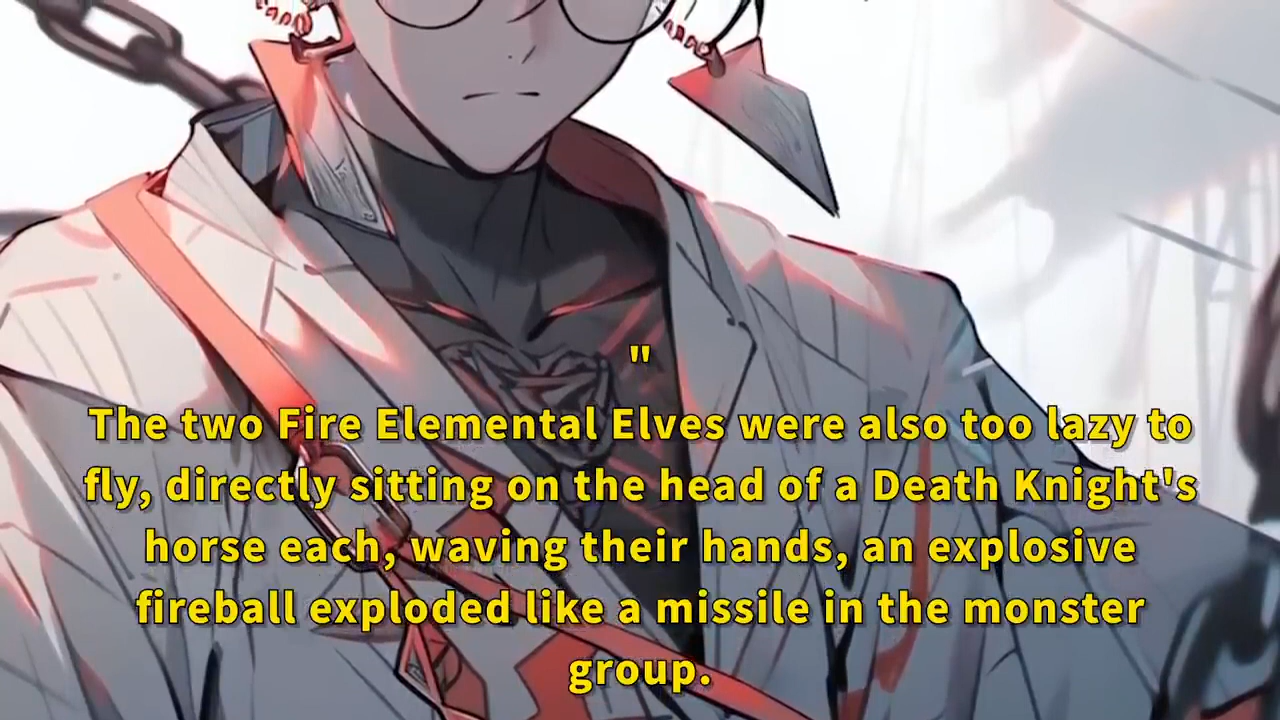 "
The two Fire Elemental Elves were also too lazy to
fly, directly sitting on the head of a Death Knight's
horse each, waving their hands, an explosive
fireball exploded like a missile in the monster
group.